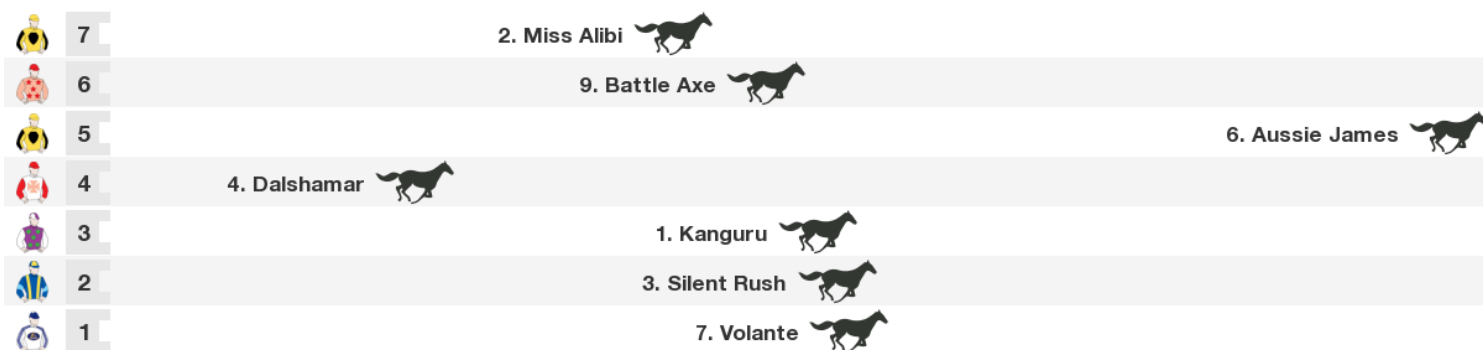 7 2. Miss Alibi
6 9. Battle Axe
5 6. Aussie James
4 4. Dalshamar
3 1. Kanguru
2 3. Silent Rush
1 7. Volante